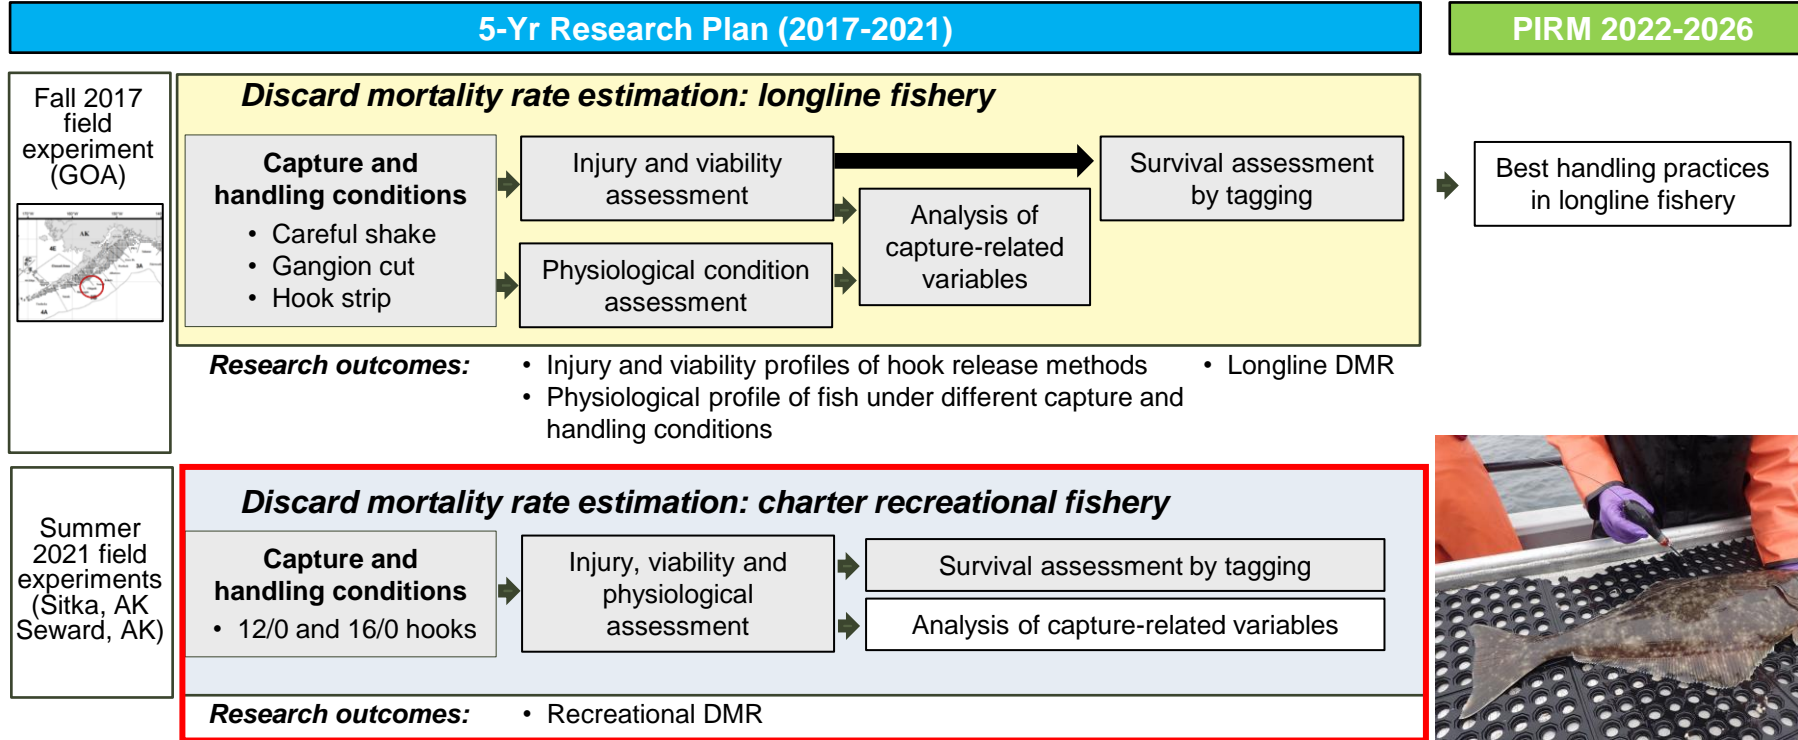 5-Yr Research Plan (2017-2021)
PIRM 2022-2026
Fall 2017
field
experiment
(GOA)
AK
4E
3A
4A
Discard mortality rate estimation: longline fishery
Capture and
handling conditions
• Careful shake
• Gangion cut
• Hook strip
Injury and viability
assessment
Physiological condition
assessment
Analysis of
capture-related
variables
Survival assessment
by tagging
Best handling practices
in longline fishery
Research outcomes:
• Injury and viability profiles of hook release methods
• Physiological profile of fish under different capture and
handling conditions
• Longline DMR
Summer
2021 field
experiments
(Sitka, AK
Seward, AK)
Discard mortality rate estimation: charter recreational fishery
Capture and
handling conditions
• 12/0 and 16/0 hooks
Injury, viability and
physiological
assessment
Survival assessment by tagging
Analysis of capture-related variables
Research outcomes:
• Recreational DMR